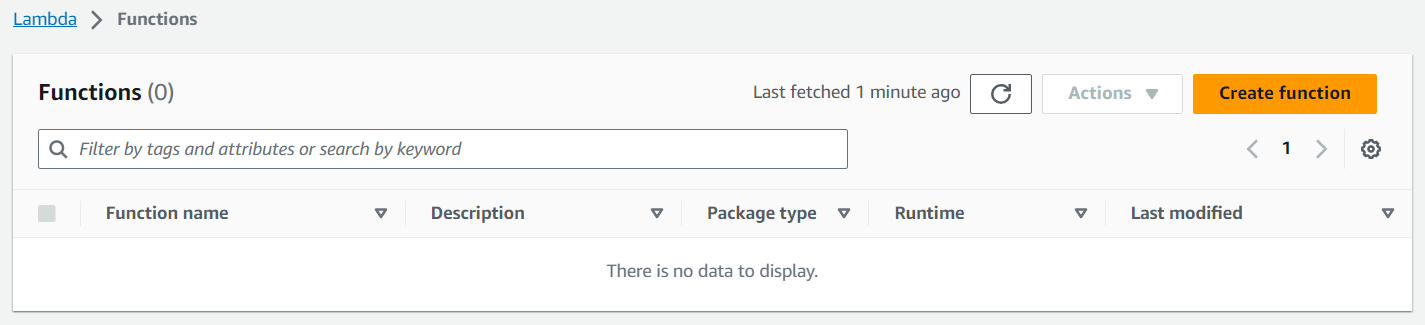 Lambda > Functions
Functions (0) Last fetched 1 minute ago Actions Create function
Filter by tags and attributes or search by keyword 1
Function name Description Package type Runtime Last modified
There is no data to display.